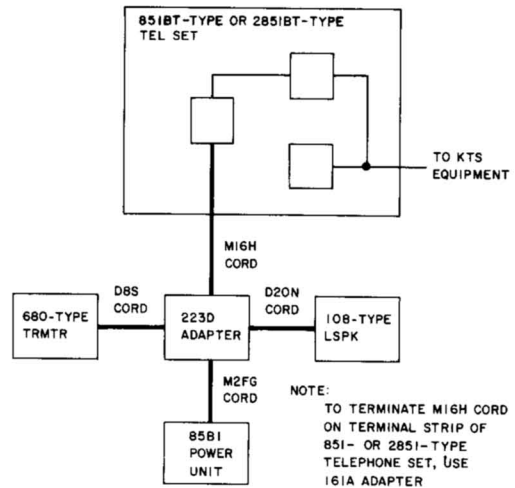 851BT-TYPE OR 2851BT-TYPE
TEL SET
TO KTS
EQUIPMENT
M16H
CORD
D8S
CORD
D20N
CORD
680-TYPE
TRMTR
223D
ADAPTER
108-TYPE
LSPK
M2FG
CORD
85B1
POWER
UNIT
NOTE:
TO TERMINATE M16H CORD
ON TERMINAL STRIP OF
851- OR 2851-TYPE
TELEPHONE SET, USE
161A ADAPTER